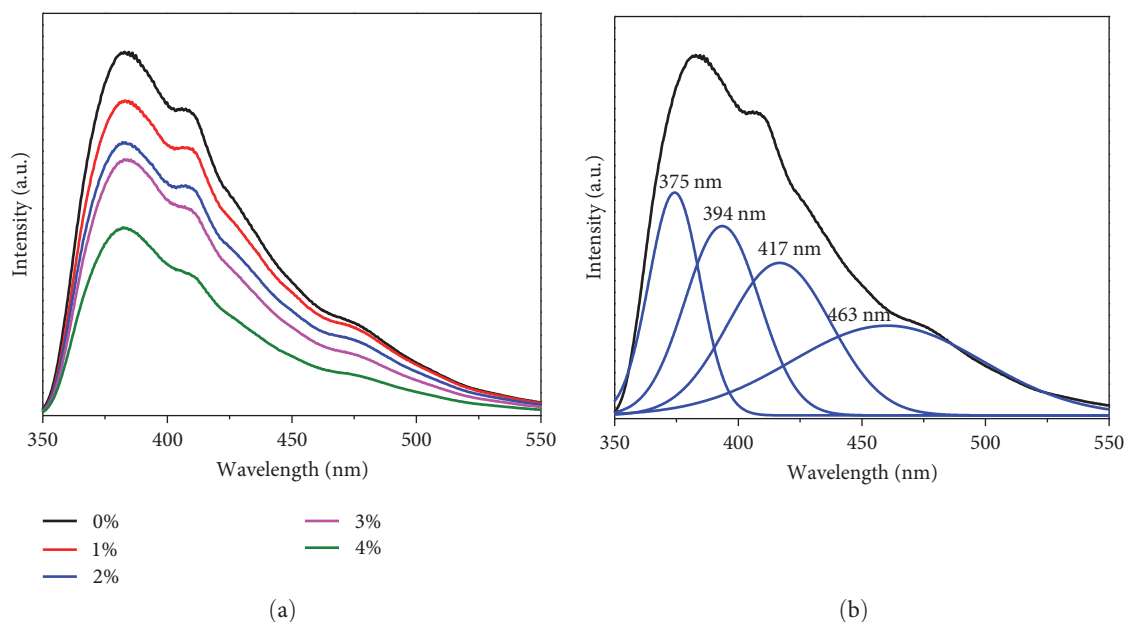 Intensity (a.u.)
350
400
450
500
550
Wavelength (nm)
0%
1%
2%
3%
4%
(a)
Intensity (a.u.)
375 nm
394 nm
417 nm
463 nm
350
400
450
500
550
Wavelength (nm)
(b)